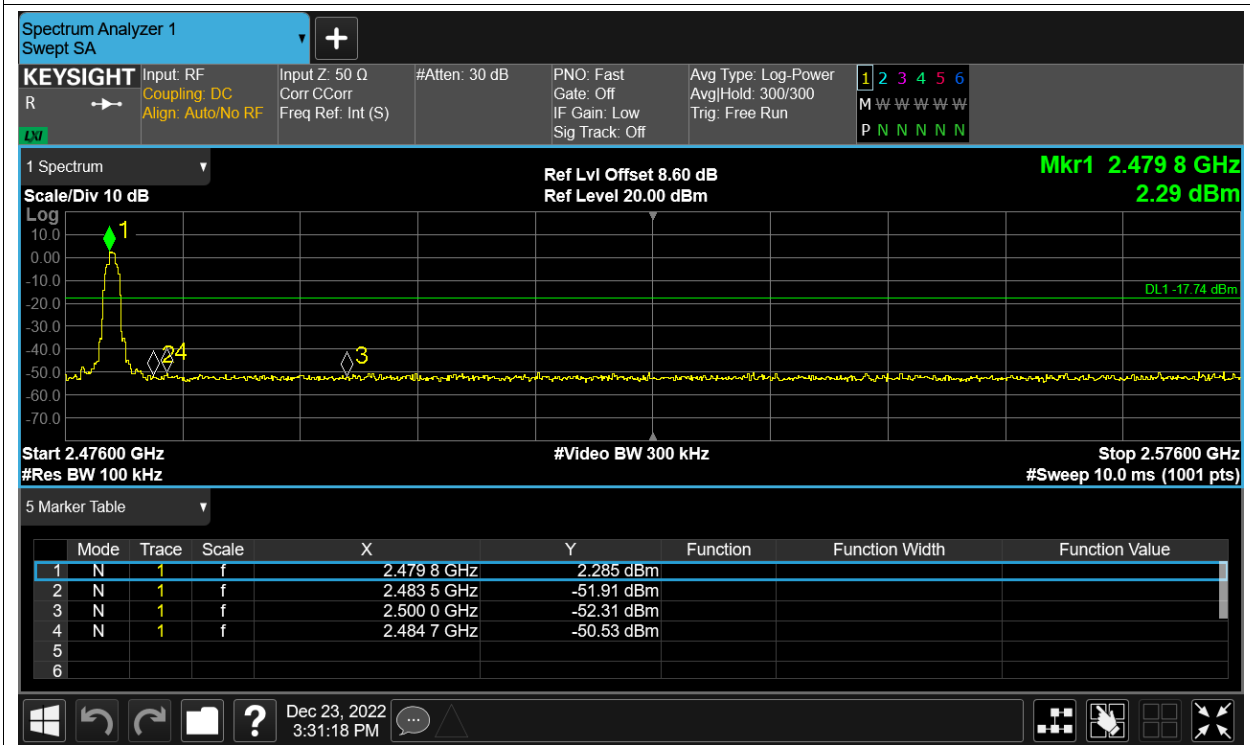 Spectrum Analyzer 1
Swept SA
KEYSIGHT
R
LXI
Input: RF
Coupling: DC
Align: Auto/No RF
Input Z: 50 Ω
Corr CCorr
Freq Ref: Int (S)
#Atten: 30 dB
PNO: Fast
Gate: Off
IF Gain: Low
Sig Track: Off
Avg Type: Log-Power
Avg|Hold: 300/300
Trig: Free Run
1 2 3 4 5 6
M W W W W W
P N N N N N
1 Spectrum
Scale/Div 10 dB
Ref Lvl Offset 8.60 dB
Ref Level 20.00 dBm
Mkr1 2.479 8 GHz
2.29 dBm
Log
10.0
0.00
-10.0
-20.0
-30.0
-40.0
-50.0
-60.0
-70.0
1
2 4
3
DL1 -17.74 dBm
Start 2.47600 GHz
#Video BW 300 kHz
Stop 2.57600 GHz
#Res BW 100 kHz
#Sweep 10.0 ms (1001 pts)
5 Marker Table
Mode Trace Scale X Y Function Function Width Function Value
1 N 1 f 2.479 8 GHz 2.285 dBm
2 N 1 f 2.483 5 GHz -51.91 dBm
3 N 1 f 2.500 0 GHz -52.31 dBm
4 N 1 f 2.484 7 GHz -50.53 dBm
5
6
?
Dec 23, 2022
3:31:18 PM